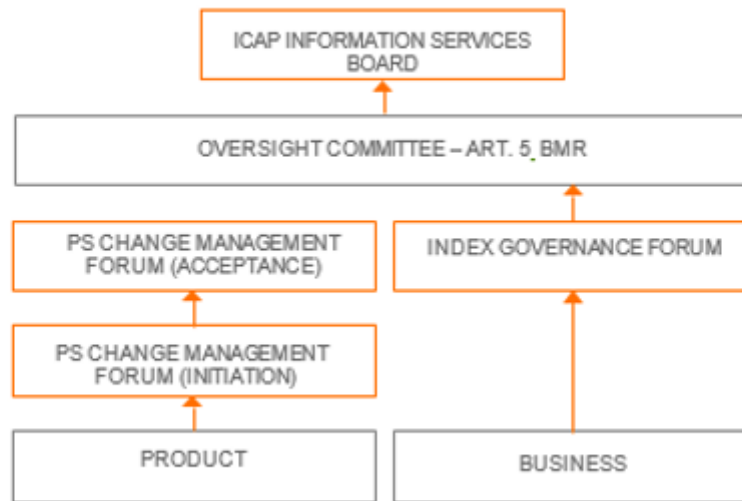 ICAP INFORMATION SERVICES
BOARD
OVERSIGHT COMMITTEE – ART. 5, BMR
PS CHANGE MANAGEMENT
FORUM (ACCEPTANCE)
INDEX GOVERNANCE FORUM
PS CHANGE MANAGEMENT
FORUM (INITIATION)
PRODUCT
BUSINESS